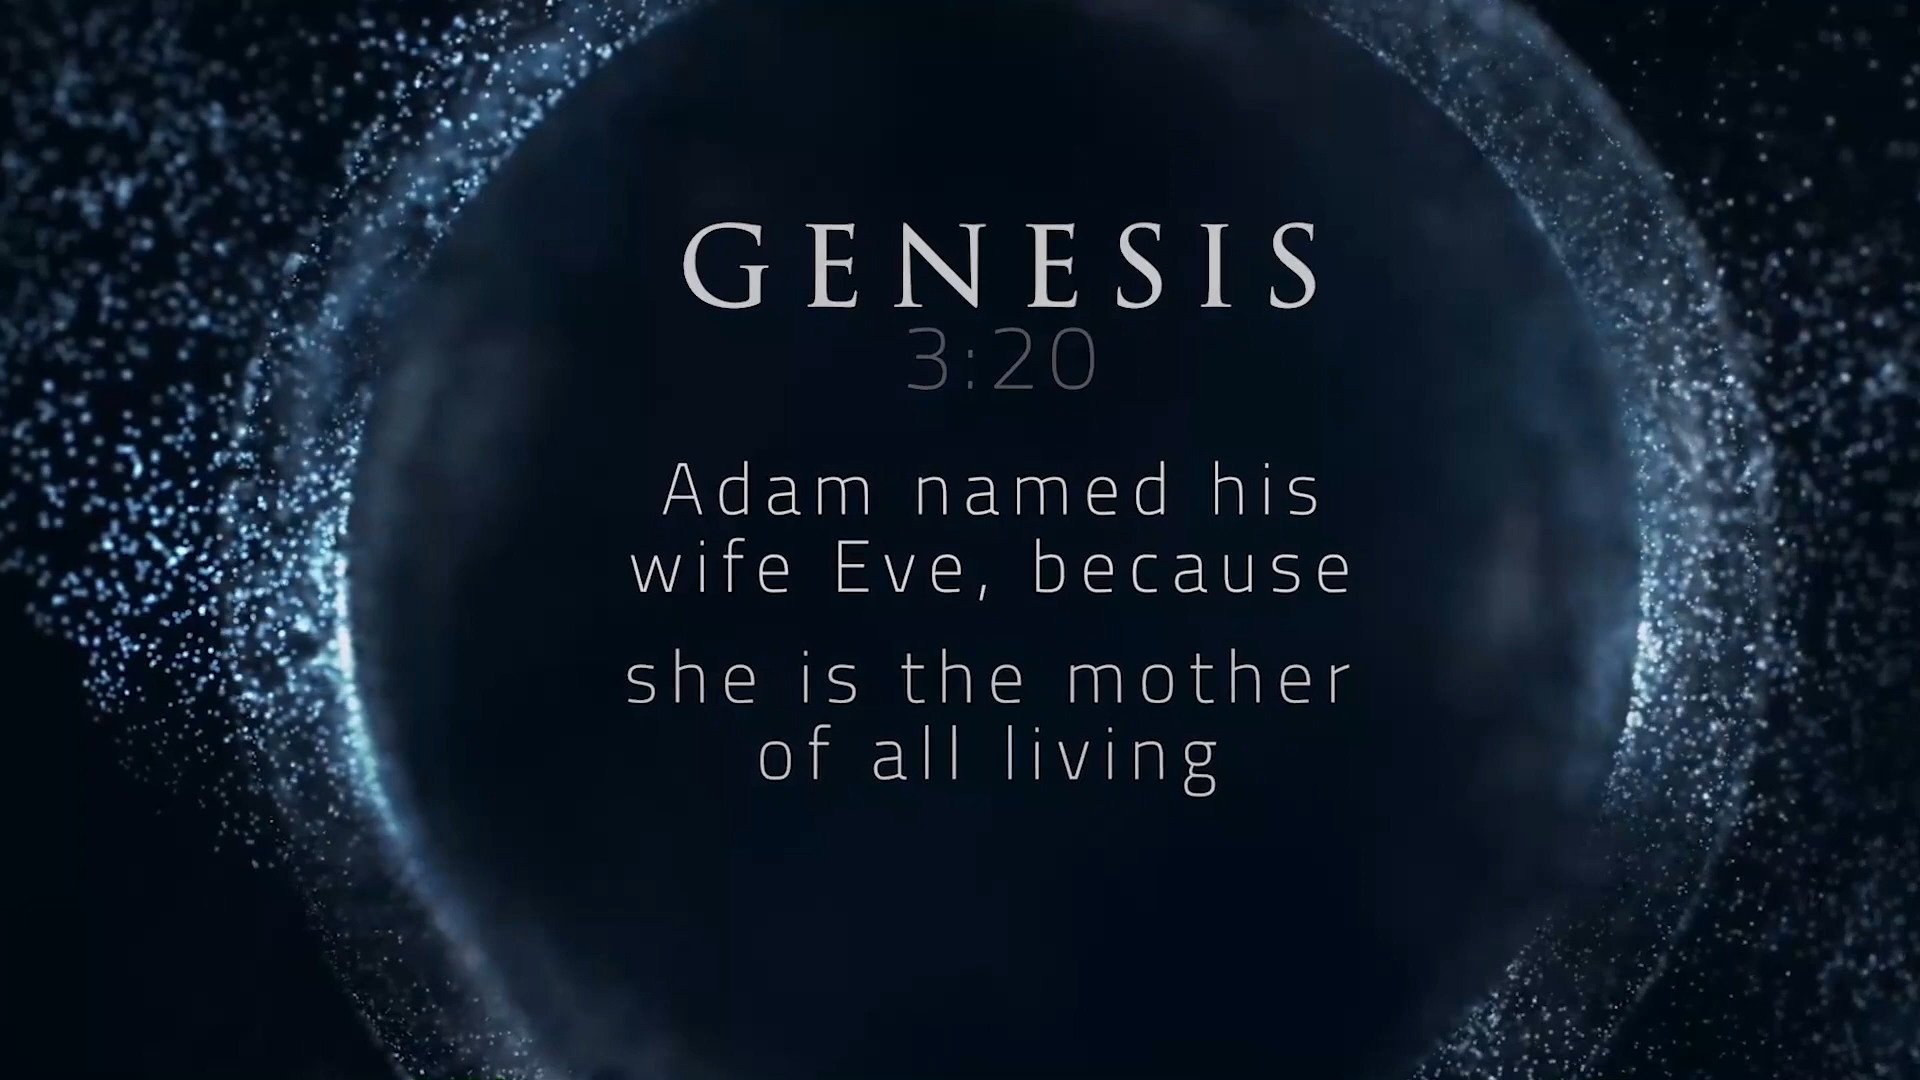 GENESIS
3:20
Adam named his
wife Eve, because
she is the mother
of all living